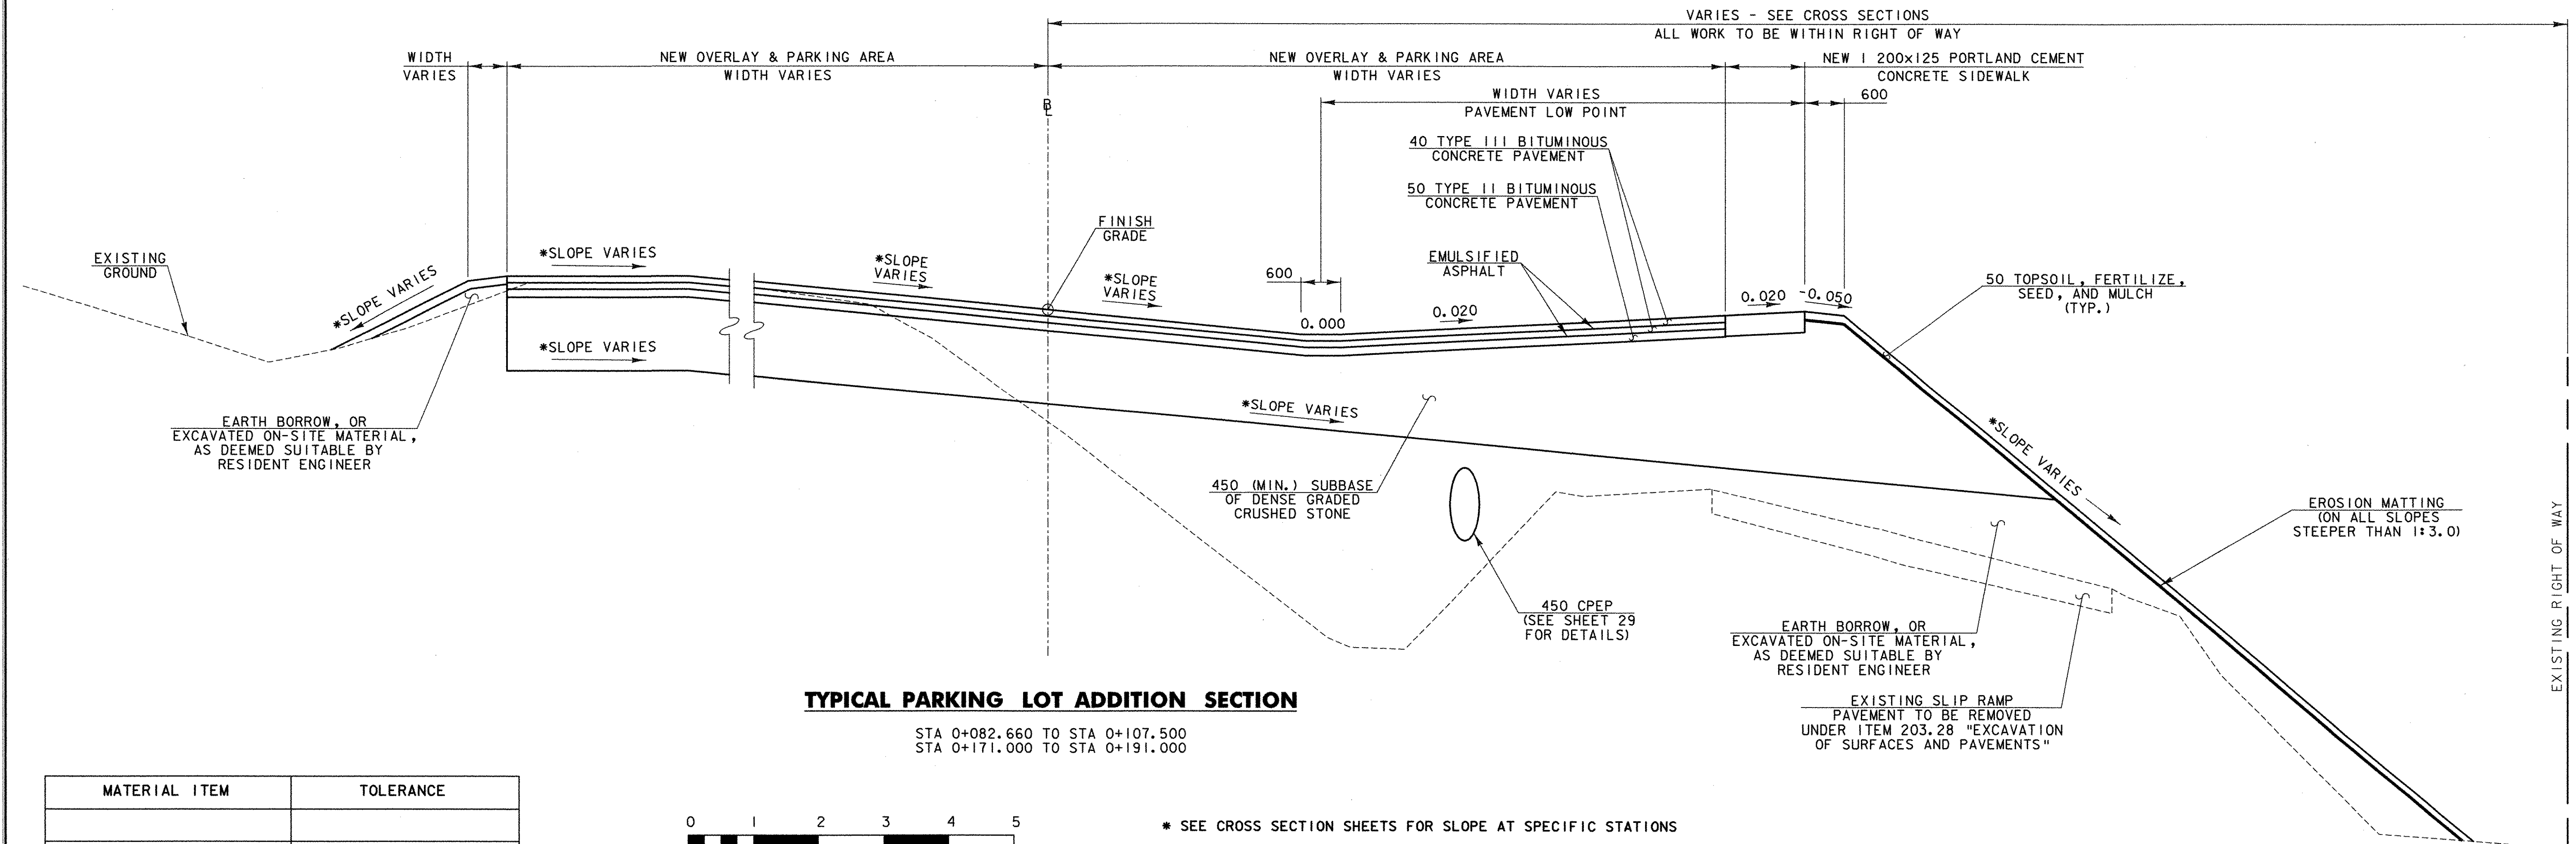 VARIES - SEE CROSS SECTIONS
ALL WORK TO BE WITHIN RIGHT OF WAY
WIDTH
VARIES
NEW OVERLAY & PARKING AREA
WIDTH VARIES
NEW OVERLAY & PARKING AREA
WIDTH VARIES
NEW 1 200x125 PORTLAND CEMENT
CONCRETE SIDEWALK
BL
WIDTH VARIES
PAVEMENT LOW POINT
600
40 TYPE III BITUMINOUS
CONCRETE PAVEMENT
50 TYPE II BITUMINOUS
CONCRETE PAVEMENT
FINISH
GRADE
EXISTING
GROUND
*SLOPE VARIES
*SLOPE VARIES
*SLOPE
VARIES
*SLOPE
VARIES
600
0.000
EMULSIFIED
ASPHALT
0.020
0.020
-0.050
50 TOPSOIL, FERTILIZE,
SEED, AND MULCH
(TYP.)
*SLOPE VARIES
*SLOPE VARIES
*SLOPE VARIES
EARTH BORROW, OR
EXCAVATED ON-SITE MATERIAL,
AS DEEMED SUITABLE BY
RESIDENT ENGINEER
450 (MIN.) SUBBASE
OF DENSE GRADED
CRUSHED STONE
EROSION MATTING
(ON ALL SLOPES
STEEPER THAN 1:3.0)
EXISTING RIGHT OF WAY
450 CPEP
(SEE SHEET 29
FOR DETAILS)
EARTH BORROW, OR
EXCAVATED ON-SITE MATERIAL,
AS DEEMED SUITABLE BY
RESIDENT ENGINEER
EXISTING SLIP RAMP
PAVEMENT TO BE REMOVED
UNDER ITEM 203.28 "EXCAVATION
OF SURFACES AND PAVEMENTS"
TYPICAL PARKING LOT ADDITION SECTION
STA 0+082.660 TO STA 0+107.500
STA 0+171.000 TO STA 0+191.000
MATERIAL ITEM TOLERANCE
0 1 2 3 4 5
* SEE CROSS SECTION SHEETS FOR SLOPE AT SPECIFIC STATIONS